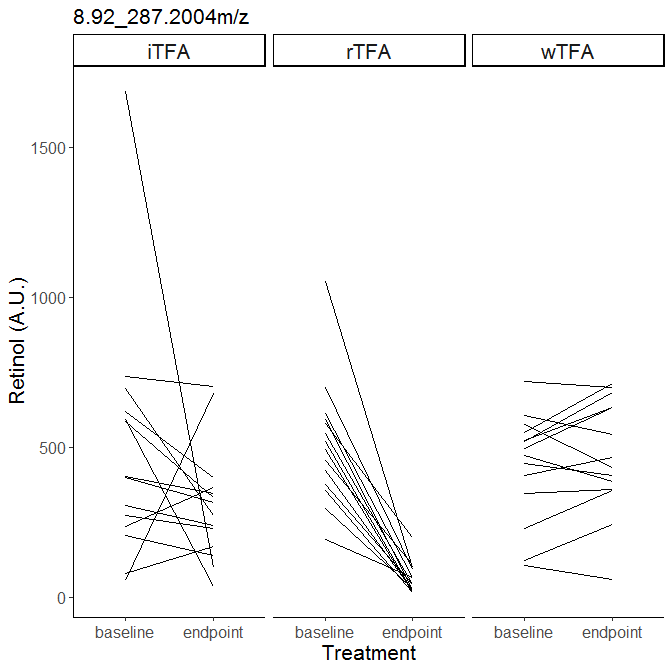 8.92_287.2004m/z
iTFA rTFA wTFA
Retinol (A.U.)
1500
1000
500
0
baseline endpoint baseline endpoint baseline endpoint
Treatment